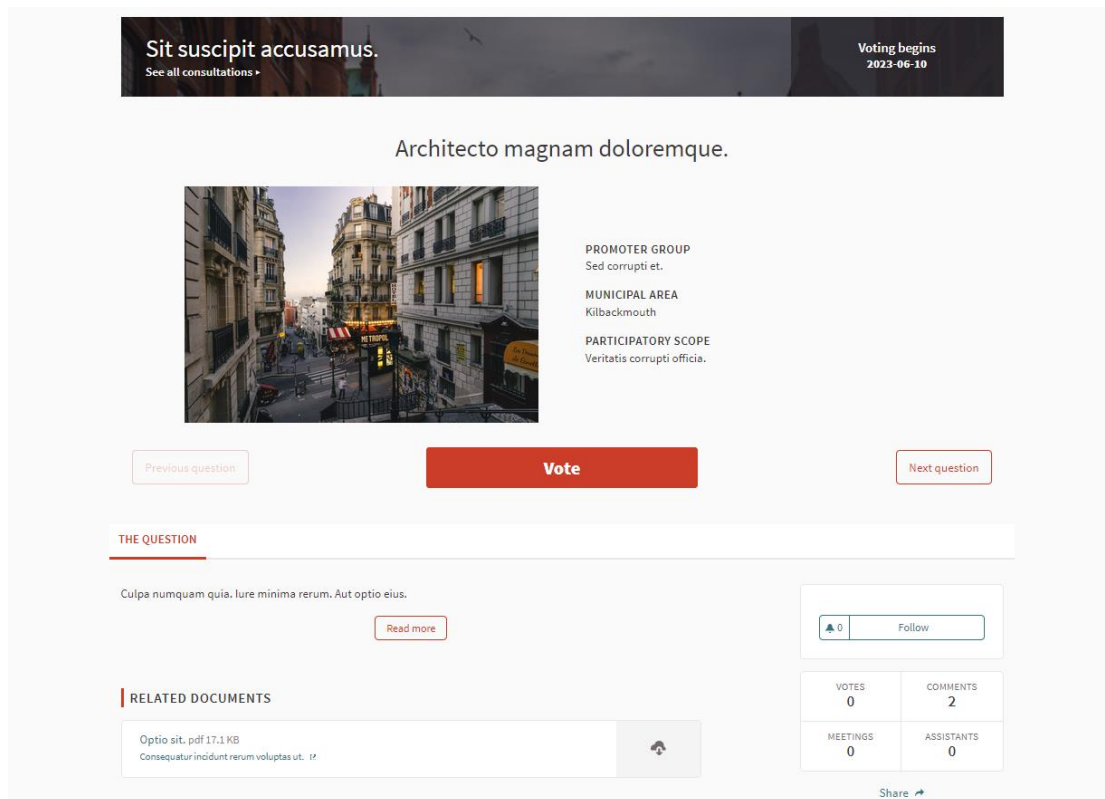 Sit suscipit accusamus.
See all consultations ▸
Voting begins
2023-06-10
Architecto magnam doloremque.
METROPOL
PROMOTER GROUP
Sed corrupti et.
MUNICIPAL AREA
Kilbackmouth
PARTICIPATORY SCOPE
Veritatis corrupti officia.
Previous question
Vote
Next question
THE QUESTION
Culpa numquam quia. Iure minima rerum. Aut optio eius.
Read more
0
Follow
RELATED DOCUMENTS
Optio sit. pdf 17.1 KB
Consequatur incidunt rerum voluptas ut.
VOTES
0
COMMENTS
2
MEETINGS
0
ASSISTANTS
0
Share